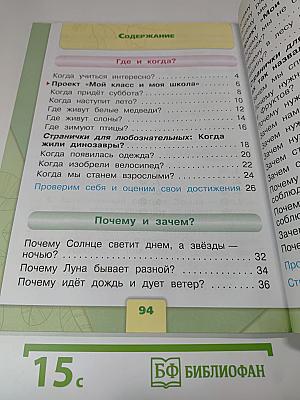 Содержание
Где и когда?
Когда учиться интересно? 4
Проект «Мой класс и моя школа» 6
Когда придёт суббота? 8
Когда наступит лето? 10
Где живут белые медведи? 12
Где живут слоны? 14
Где зимуют птицы? 16
Странички для любознательных: Когда
жили динозавры? 18
Когда появилась одежда? 20
Когда изобрели велосипед? 22
Когда мы станем взрослыми? 24
Проверим себя и оценим свои достижения 26
Почему и зачем?
Почему Солнце светит днем, а звёзды —
ночью? 32
Почему Луна бывает разной? 34
Почему идёт дождь и дует ветер? 36
94
15 с
БФ БИБЛИОФАН